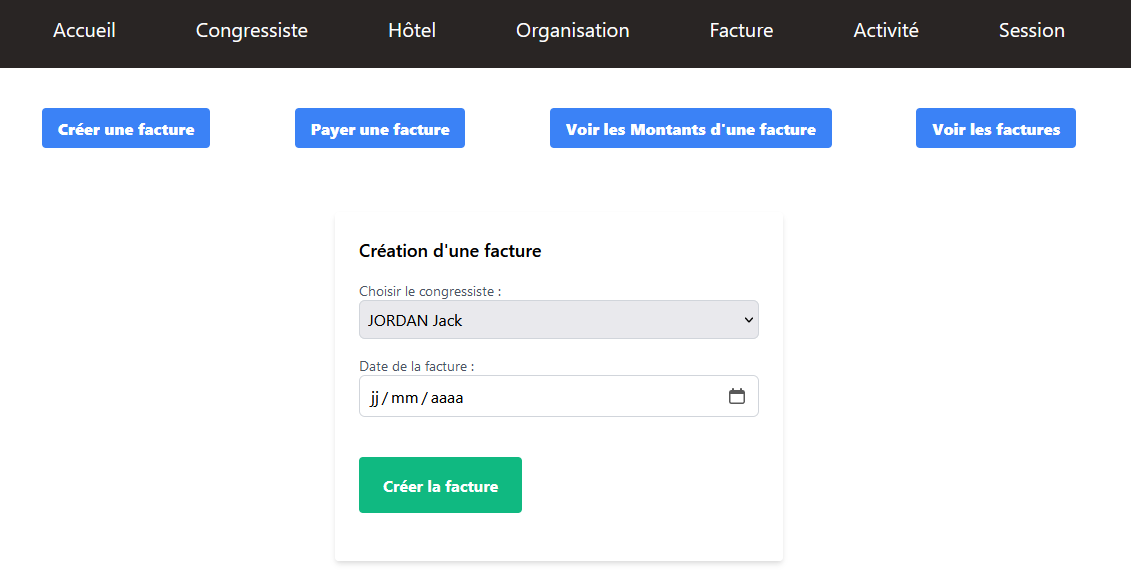 Accueil Congressiste Hôtel Organisation Facture Activité Session
Créer une facture Payer une facture Voir les Montants d'une facture Voir les factures
Création d'une facture
Choisir le congressiste :
JORDAN Jack
Date de la facture :
jj/mm/aaaa
Créer la facture